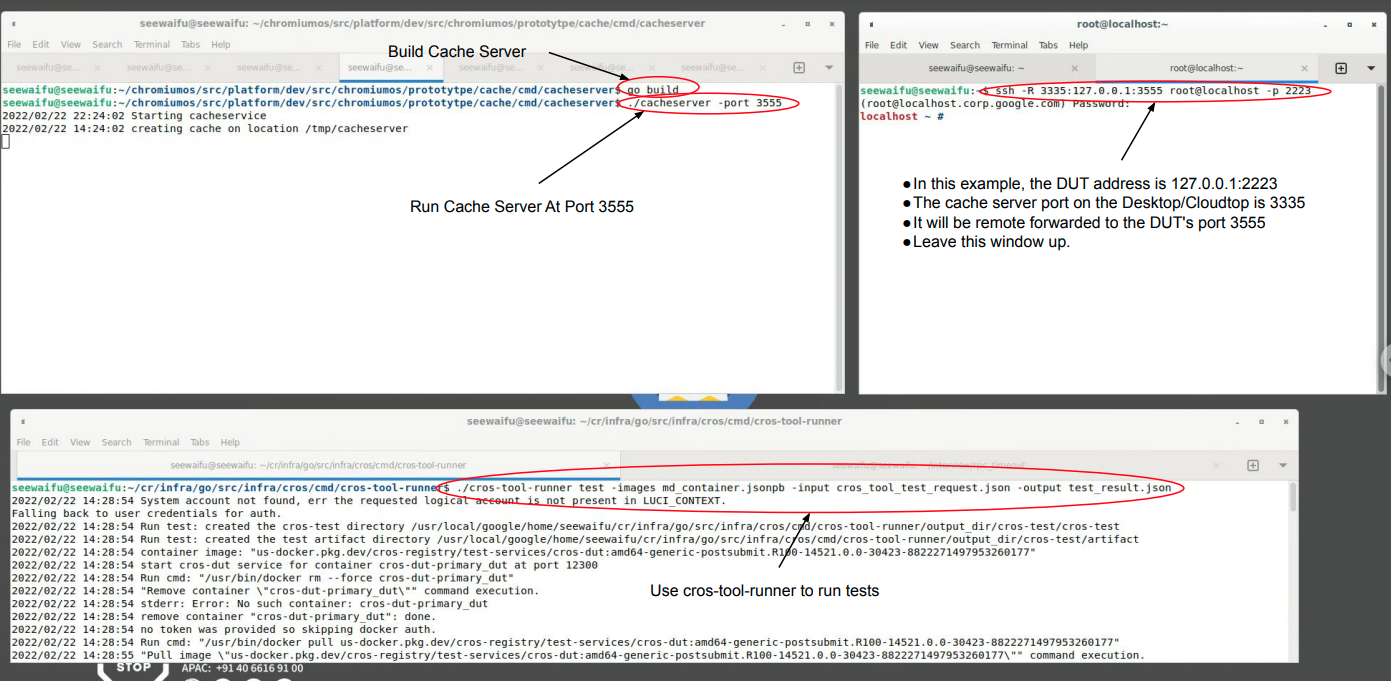 seewaifu@seewaifu: ~/chromiumos/src/platform/dev/src/chromiumos/prototytpe/cache/cmd/cacheserver
File Edit View Search Terminal Tabs Help
Build Cache Server
seewaifu@se... × seewaifu@se... × seewaifu@se... × seewaifu@se... × seewaifu@se... × seewaifu@se... × seewaifu@se... ×
seewaifu@seewaifu:~/chromiumos/src/platform/dev/src/chromiumos/prototytpe/cache/cmd/cacheserver$ go build
seewaifu@seewaifu:~/chromiumos/src/platform/dev/src/chromiumos/prototytpe/cache/cmd/cacheserver$ ./cacheserver -port 3555
2022/02/22 22:24:02 Starting cacheservice
2022/02/22 14:24:02 creating cache on location /tmp/cacheserver
Run Cache Server At Port 3555
root@localhost:~
File Edit View Search Terminal Tabs Help
seewaifu@seewaifu: ~ × root@localhost:~ ×
seewaifu@seewaifu:~$ ssh -R 3335:127.0.0.1:3555 root@localhost -p 2223
(root@localhost.corp.google.com) Password:
localhost ~ #
●In this example, the DUT address is 127.0.0.1:2223
●The cache server port on the Desktop/Cloudtop is 3335
●It will be remote forwarded to the DUT's port 3555
●Leave this window up.
seewaifu@seewaifu: ~/cr/infra/go/src/infra/cros/cmd/cros-tool-runner
File Edit View Search Terminal Tabs Help
seewaifu@seewaifu: ~/cr/infra/go/src/infra/cros/cmd/cros-tool-runner ×
seewaifu@seewaifu:~/cr/infra/go/src/infra/cros/cmd/cros-tool-runner$ ./cros-tool-runner test -images md_container.jsonpb -input cros_tool_test_request.json -output test_result.json
2022/02/22 14:28:54 System account not found, err the requested logical account is not present in LUCI_CONTEXT.
Falling back to user credentials for auth.
2022/02/22 14:28:54 Run test: created the cros-test directory /usr/local/google/home/seewaifu/cr/infra/go/src/infra/cros/cmd/cros-tool-runner/output_dir/cros-test/cros-test
2022/02/22 14:28:54 Run test: created the test artifact directory /usr/local/google/home/seewaifu/cr/infra/go/src/infra/cros/cmd/cros-tool-runner/output_dir/cros-test/artifact
2022/02/22 14:28:54 container image: "us-docker.pkg.dev/cros-registry/test-services/cros-dut:amd64-generic-postsubmit.R100-14521.0.0-30423-8822271497953260177"
2022/02/22 14:28:54 start cros-dut service for container cros-dut-primary_dut at port 12300
2022/02/22 14:28:54 Run cmd: "/usr/bin/docker rm --force cros-dut-primary_dut"
2022/02/22 14:28:54 "Remove container \"cros-dut-primary_dut\"" command execution.
2022/02/22 14:28:54 stderr: Error: No such container: cros-dut-primary_dut
2022/02/22 14:28:54 remove container "cros-dut-primary_dut": done.
2022/02/22 14:28:54 no token was provided so skipping docker auth.
2022/02/22 14:28:54 Run cmd: "/usr/bin/docker pull us-docker.pkg.dev/cros-registry/test-services/cros-dut:amd64-generic-postsubmit.R100-14521.0.0-30423-8822271497953260177"
2022/02/22 14:28:55 "Pull image \"us-docker.pkg.dev/cros-registry/test-services/cros-dut:amd64-generic-postsubmit.R100-14521.0.0-30423-8822271497953260177\"" command execution.
Use cros-tool-runner to run tests
STOP APAC: +91 40 6616 91 00